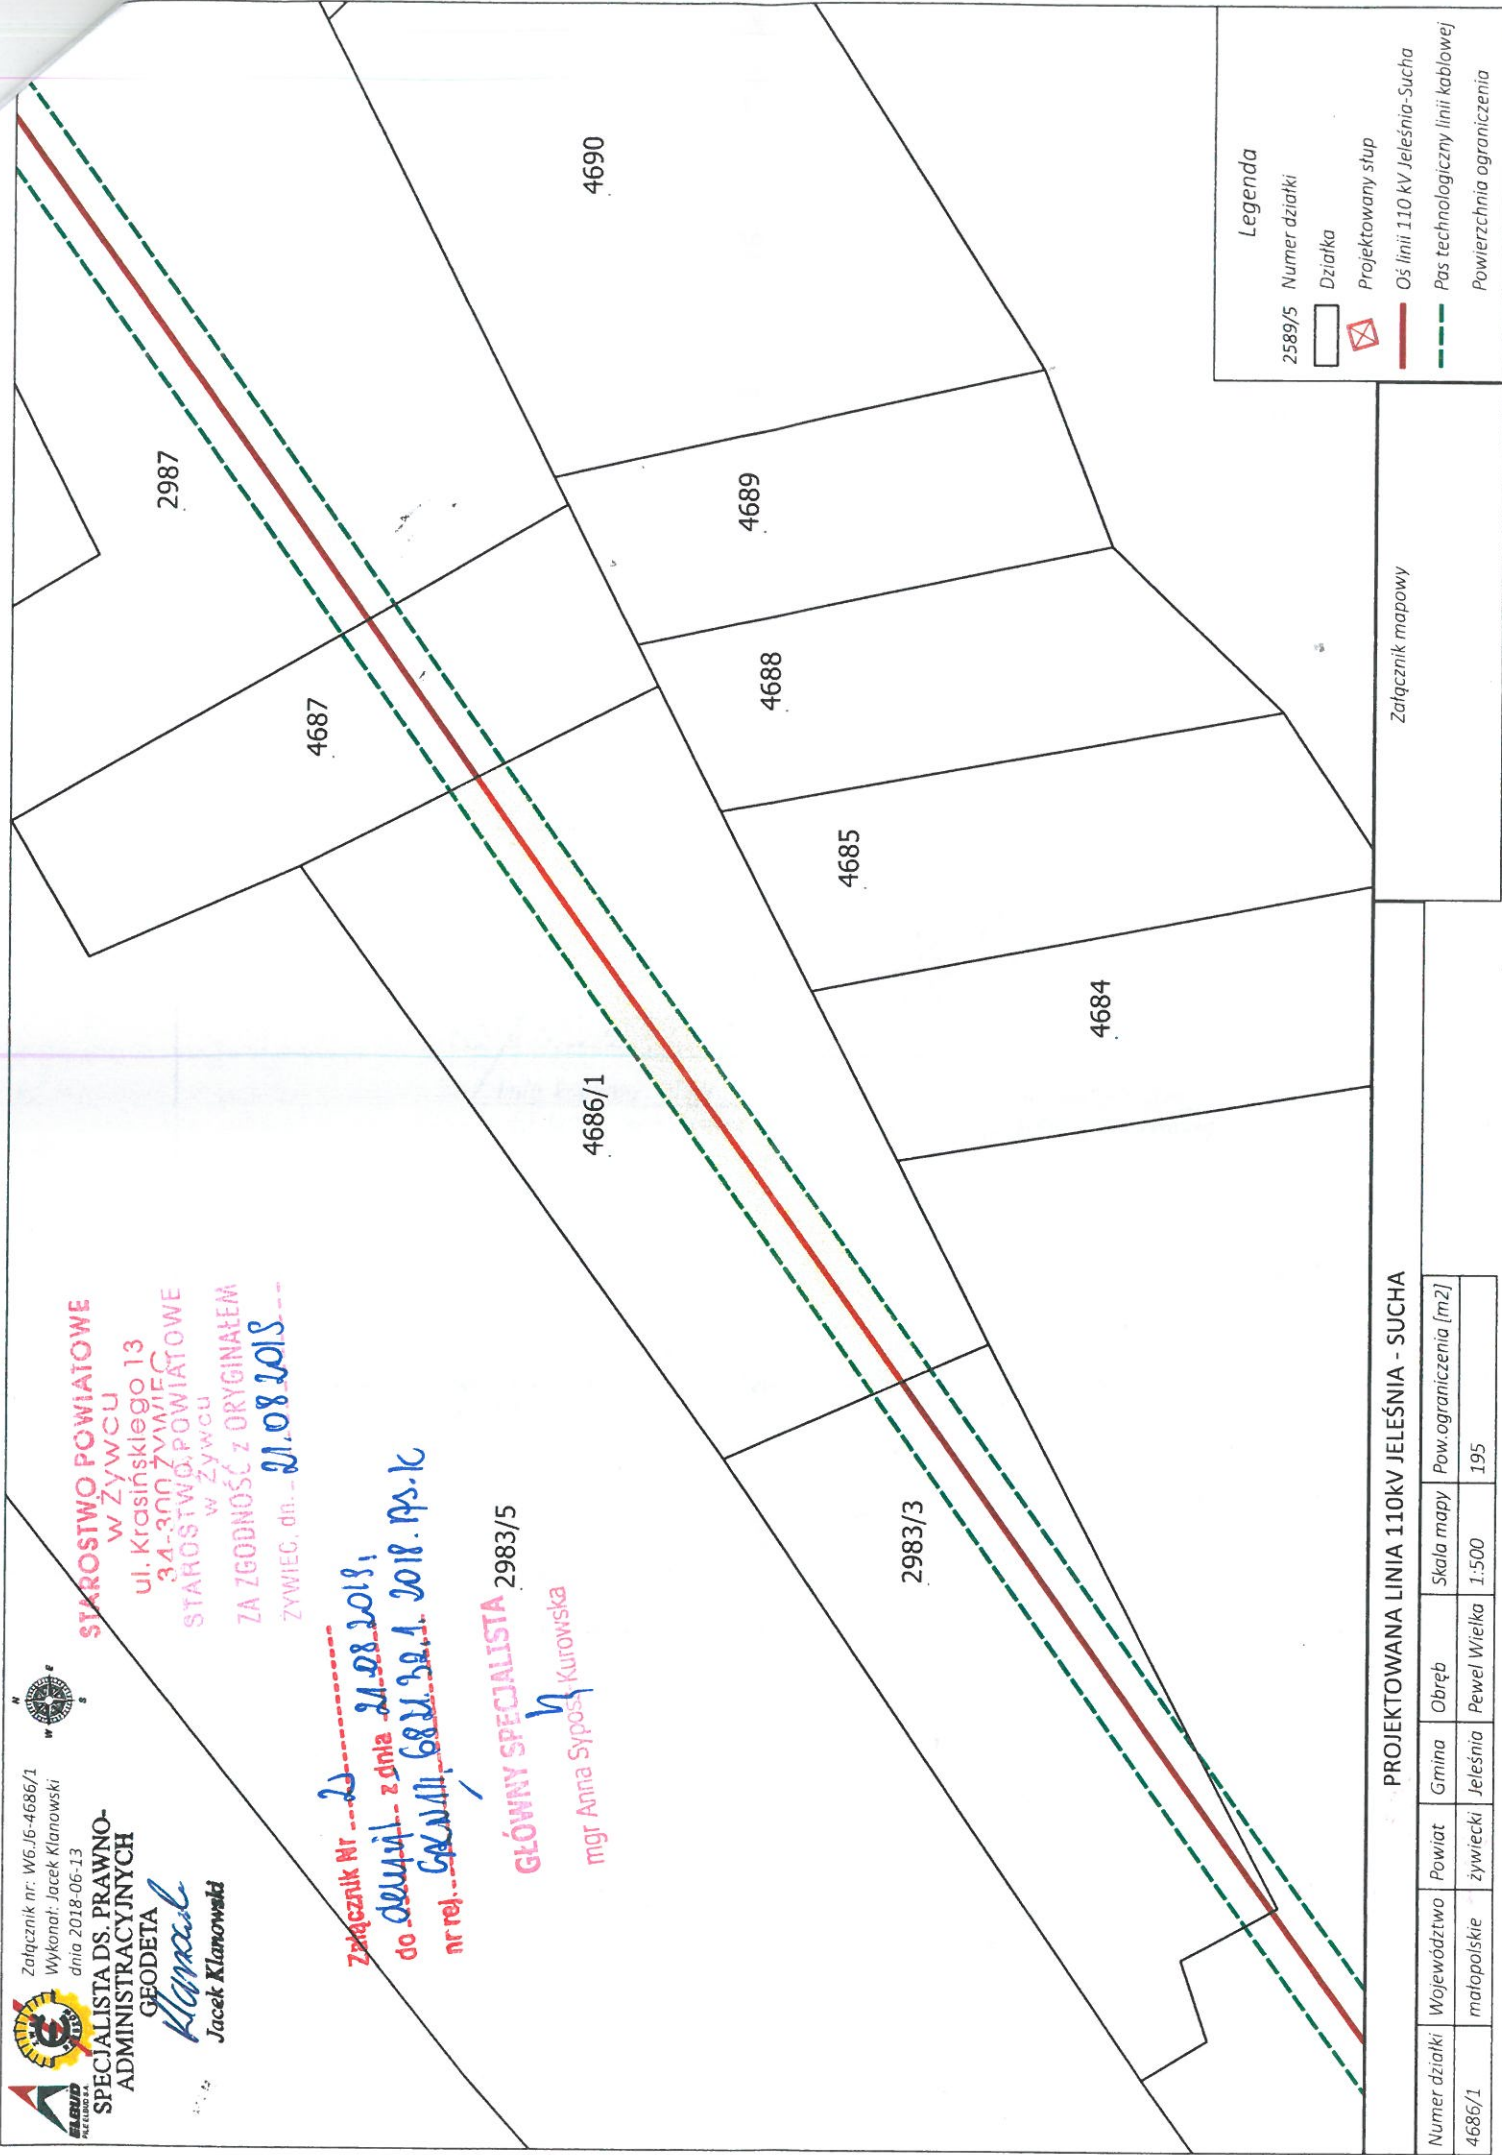 Załącznik nr: W6.J6-4686/1
Wykonał: Jacek Klanowski
dnia 2018-06-13
ELBUD
SPECJALISTA DS. PRAWNO-
ADMINISTRACYJNYCH
GEODETA
Jacek Klanowski
N
W
E
S
STAROSTWO POWIATOWE
w Żywcu
ul. Krasińskiego 13
34-300 ŻYWIEC
STAROSTWO POWIATOWE
w Żywcu
ZA ZGODNOŚĆ z ORYGINAŁEM
ŻYWIEC, dn. 21.08.2019
Załącznik Nr 2
do decyzji z dnia 21.08.2019r
nr rej.
GŁÓWNY SPECJALISTA
mgr Anna Sypos-Kurowska
2983/5
2987
4687
4690
4686/1
4689
4688
4685
4684
2983/3
Legenda
2589/5 Numer działki
Działka
Projektowany słup
Oś linii 110 kV Jeleśnia-Sucha
Pas technologiczny linii kablowej
Powierzchnia ograniczenia
Załącznik mapowy
PROJEKTOWANA LINIA 110kV JELEŚNIA - SUCHA
Numer działki Województwo Powiat Gmina Obręb Skala mapy Pow.ograniczenia [m2]
4686/1 małopolskie żywiecki Jeleśnia Pewel Wielka 1:500 195